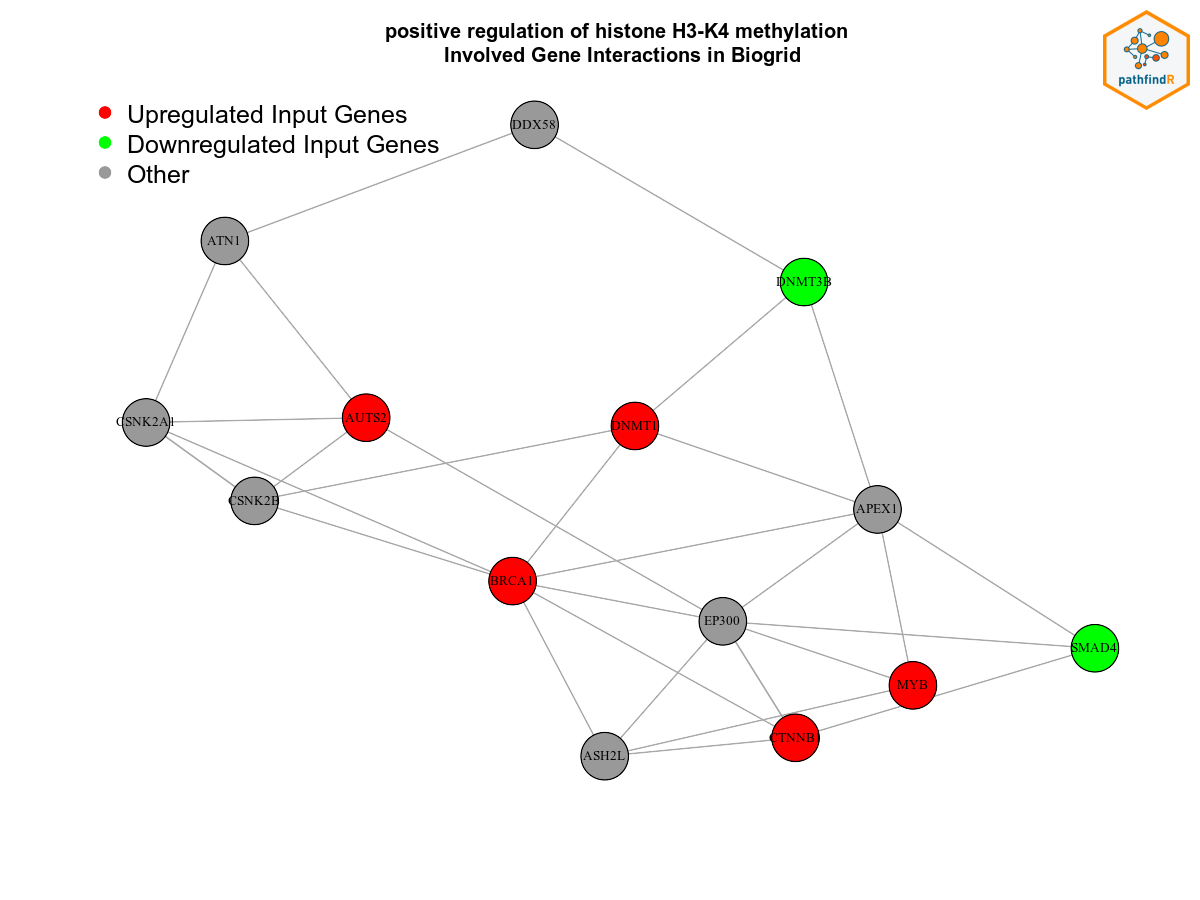 positive regulation of histone H3-K4 methylation
Involved Gene Interactions in Biogrid
pathfindR
Upregulated Input Genes
Downregulated Input Genes
Other
DDX58
ATN1
DNMT3B
CSNK2A1
AUTS2
DNMT1
CSNK2B
APEX1
BRCA1
EP300
SMAD4
MYB
CTNNB
ASH2L